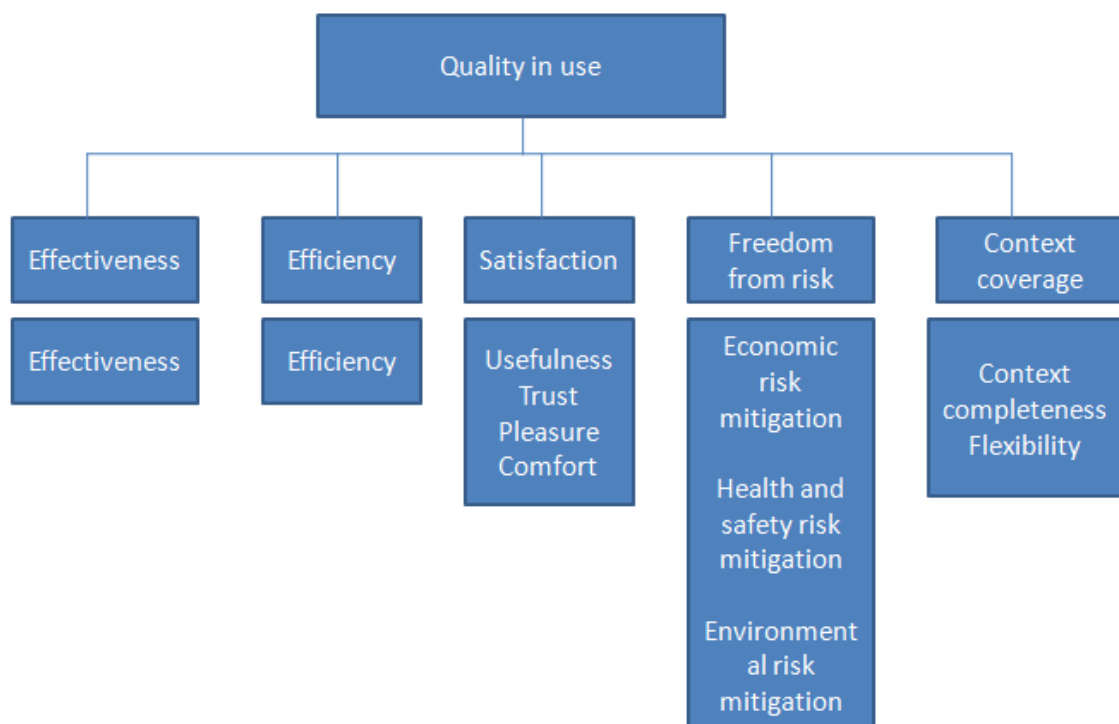 Quality in use
Effectiveness
Efficiency
Satisfaction
Freedom
from risk
Context
coverage
Effectiveness
Efficiency
Usefulness
Trust
Pleasure
Comfort
Economic
risk
mitigation
Health and
safety risk
mitigation
Environment
al risk
mitigation
Context
completeness
Flexibility